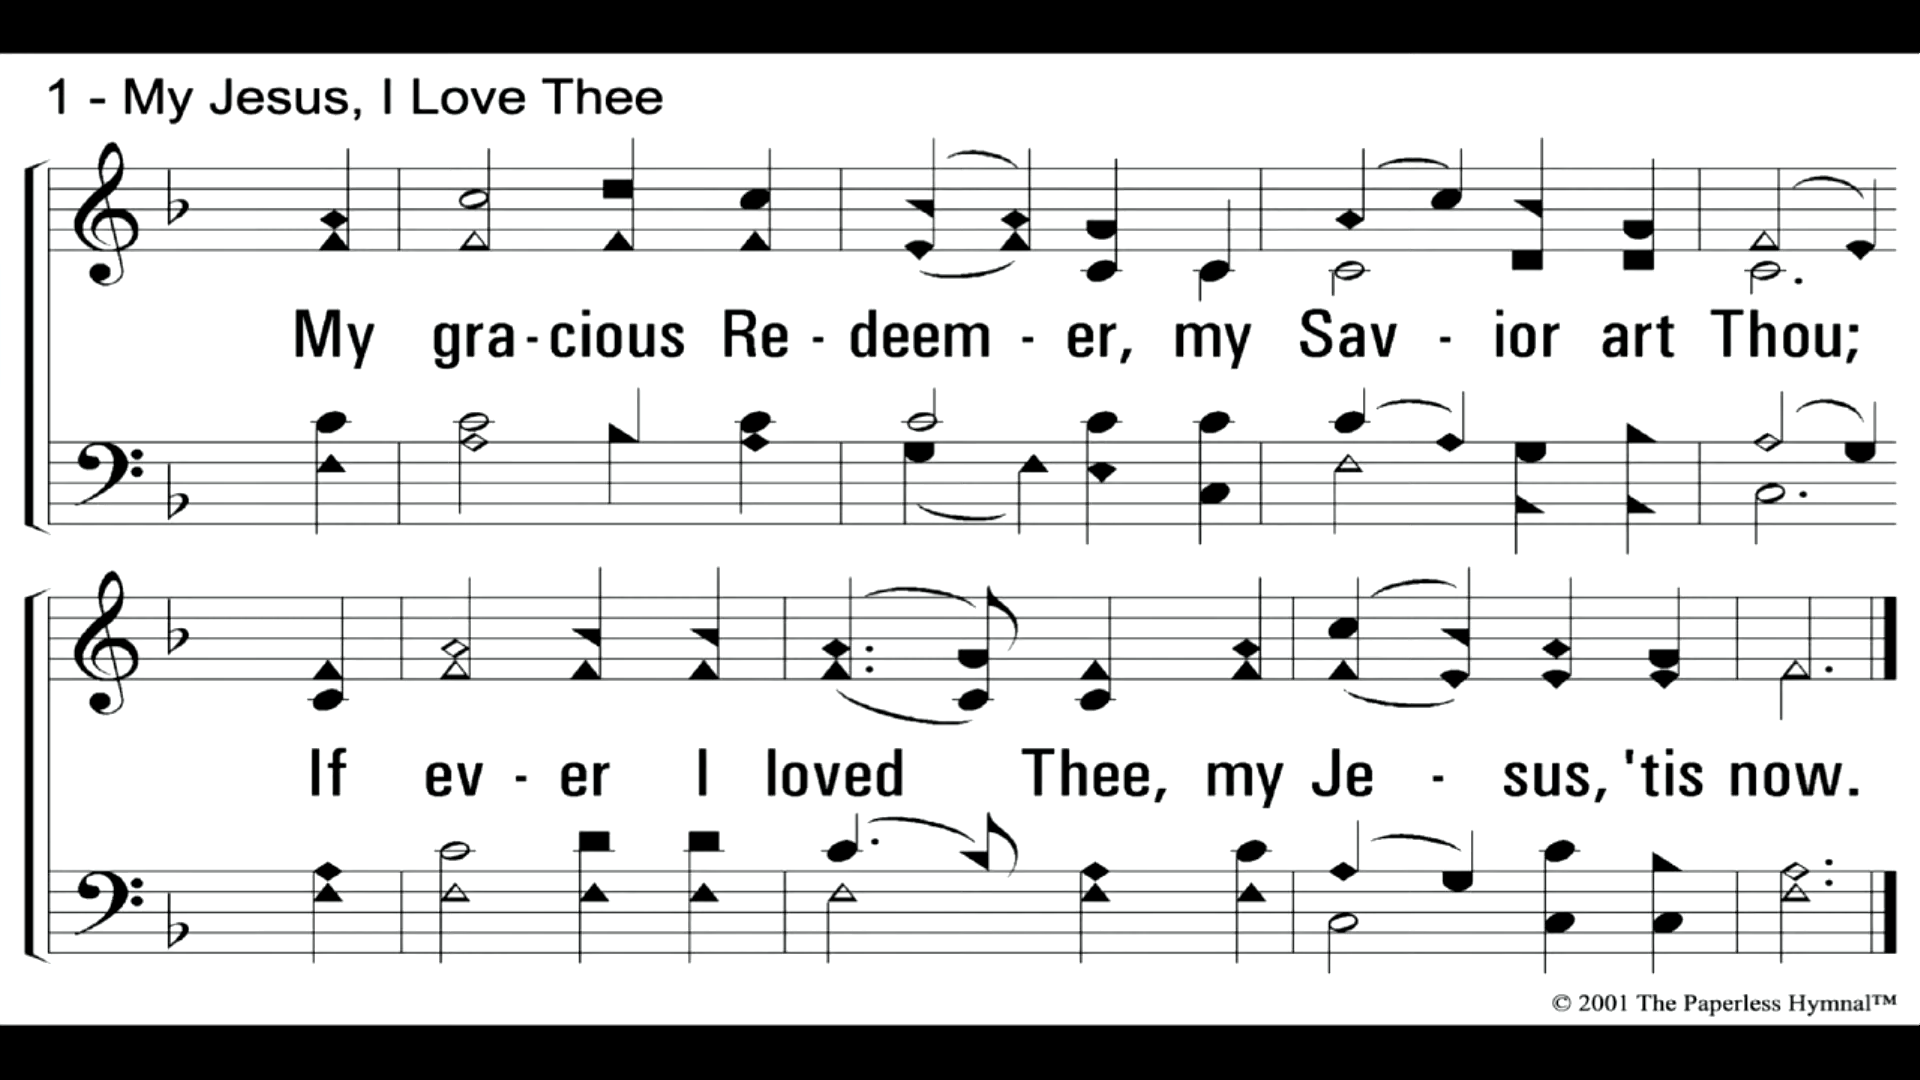 1 - My Jesus, I Love Thee
My gra - cious Re - deem - er, my Sav - ior art Thou;
If ev - er I loved Thee, my Je - sus, 'tis now.
© 2001 The Paperless Hymnal™